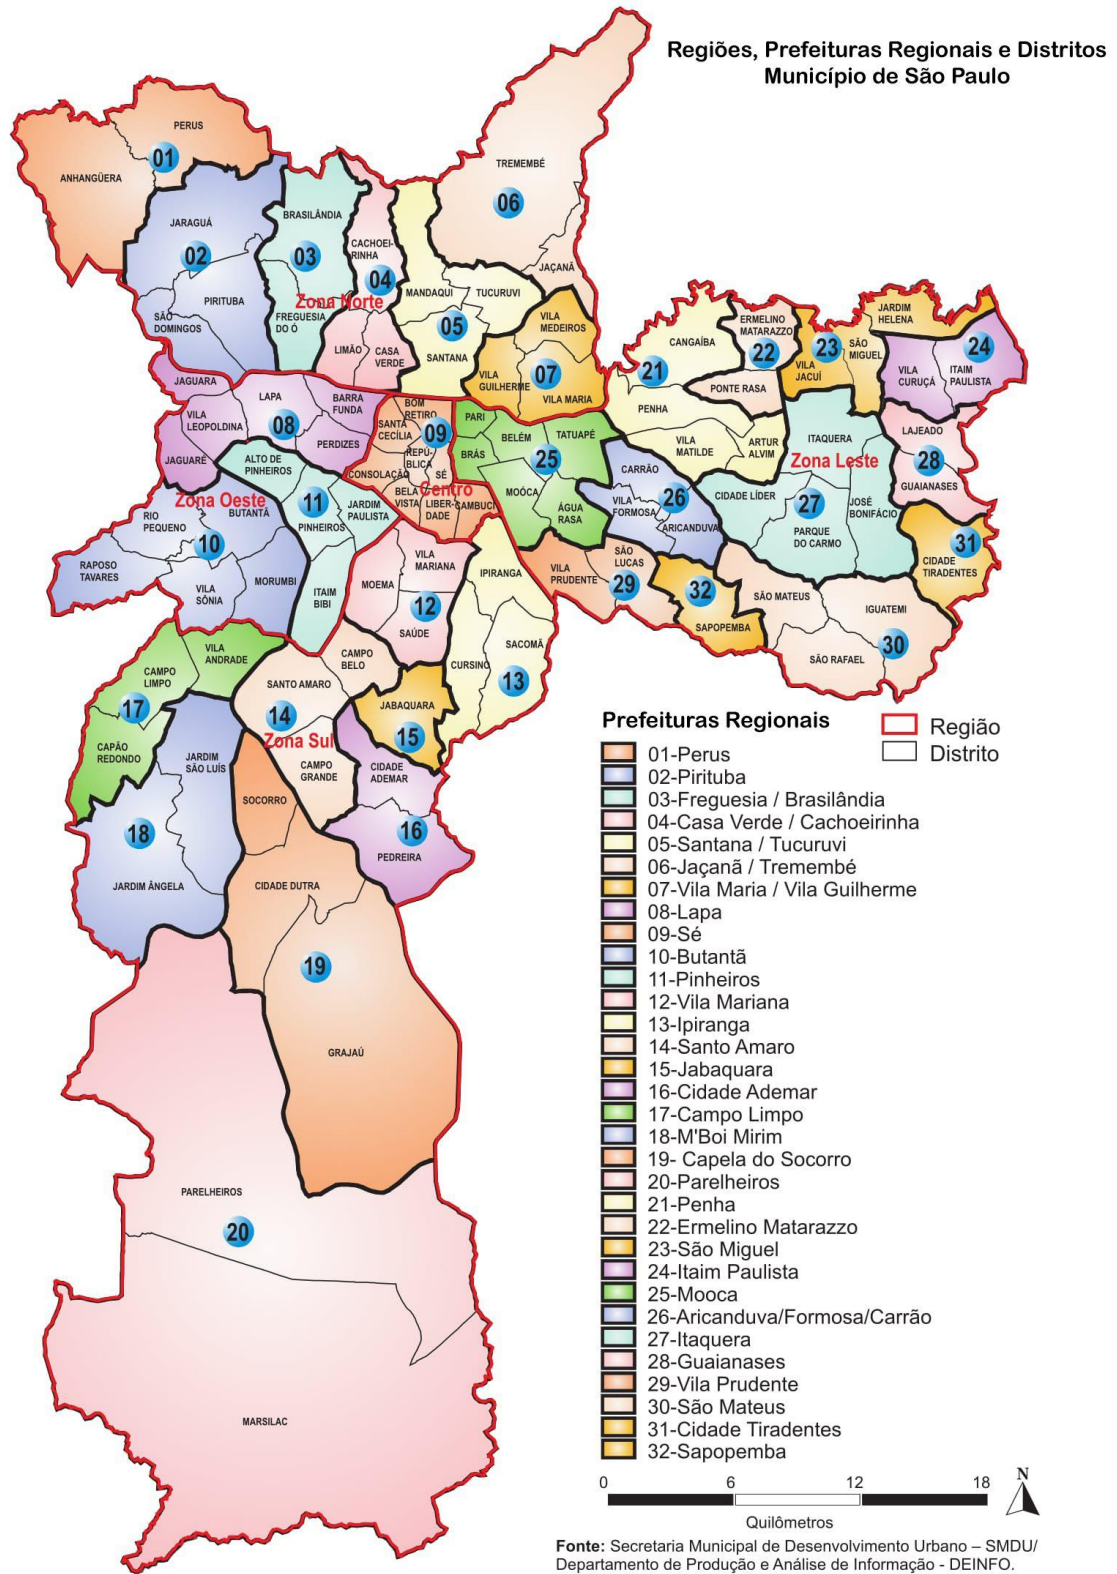 Regiões, Prefeituras Regionais e Distritos
Município de São Paulo
PERUS
01
ANHANGÜERA
TREMEMBÉ
06
JAÇANÃ
JARAGUÁ
02
PIRITUBA
SÃO
DOMINGOS
BRASILÂNDIA
03
Zona Norte
FREGUESIA
DO Ó
CACHOEI-
RINHA
04
LIMÃO
CASA
VERDE
MANDAQUI
TUCURUVI
05
SANTANA
VILA
MEDEIROS
VILA
GUILHERME
07
VILA MARIA
CANGAÍBA
21
PENHA
VILA
MATILDE
ARTUR
ALVIM
ERMELINO
MATARAZZO
22
PONTE RASA
JARDIM
HELENA
23
SÃO
MIGUEL
VILA
JACUÍ
24
VILA
CURUÇÁ
ITAIM
PAULISTA
LAJEADO
28
GUAIANASES
JAGUARA
VILA
LEOPOLDINA
LAPA
08
BARRA
FUNDA
PERDIZES
JAGUARÉ
BOM
RETIRO
SANTA
CECÍLIA
09
REPÚ-
BLICA
SÉ
CONSOLAÇÃO
Centro
BELA
VISTA
LIBER-
DADE
CAMBUCI
PARI
BRÁS
BELÉM
TATUAPÉ
25
MOÓCA
ÁGUA
RASA
CARRÃO
VILA
FORMOSA
26
ARICANDUVA
ITAQUERA
Zona Leste
CIDADE LÍDER
27
PARQUE
DO CARMO
JOSÉ
BONIFÁCIO
31
CIDADE
TIRADENTES
ALTO DE
PINHEIROS
11
PINHEIROS
JARDIM
PAULISTA
ITAIM
BIBI
Zona Oeste
RIO
PEQUENO
BUTANTÃ
10
RAPOSO
TAVARES
VILA
SÔNIA
MORUMBI
VILA
MARIANA
MOEMA
12
SAÚDE
IPIRANGA
CURSINO
SACOMÃ
13
VILA
PRUDENTE
SÃO
LUCAS
29
32
SAPOPEMBA
SÃO MATEUS
IGUATEMI
SÃO RAFAEL
30
VILA
ANDRADE
CAMPO
LIMPO
17
CAPÃO
REDONDO
CAMPO
BELO
SANTO AMARO
14
Zona Sul
CAMPO
GRANDE
JABAQUARA
15
CIDADE
ADEMAR
16
PEDREIRA
JARDIM
SÃO LUÍS
18
JARDIM ÂNGELA
SOCORRO
CIDADE DUTRA
19
GRAJAÚ
PARELHEIROS
20
MARSILAC
Prefeituras Regionais
Região
Distrito
01-Perus
02-Pirituba
03-Freguesia / Brasilândia
04-Casa Verde / Cachoeirinha
05-Santana / Tucuruvi
06-Jaçanã / Tremembé
07-Vila Maria / Vila Guilherme
08-Lapa
09-Sé
10-Butantã
11-Pinheiros
12-Vila Mariana
13-Ipiranga
14-Santo Amaro
15-Jabaquara
16-Cidade Ademar
17-Campo Limpo
18-M'Boi Mirim
19- Capela do Socorro
20-Parelheiros
21-Penha
22-Ermelino Matarazzo
23-São Miguel
24-Itaim Paulista
25-Mooca
26-Aricanduva/Formosa/Carrão
27-Itaquera
28-Guaianases
29-Vila Prudente
30-São Mateus
31-Cidade Tiradentes
32-Sapopemba
0 6 12 18
Quilômetros
N
Fonte: Secretaria Municipal de Desenvolvimento Urbano – SMDU/
Departamento de Produção e Análise de Informação - DEINFO.